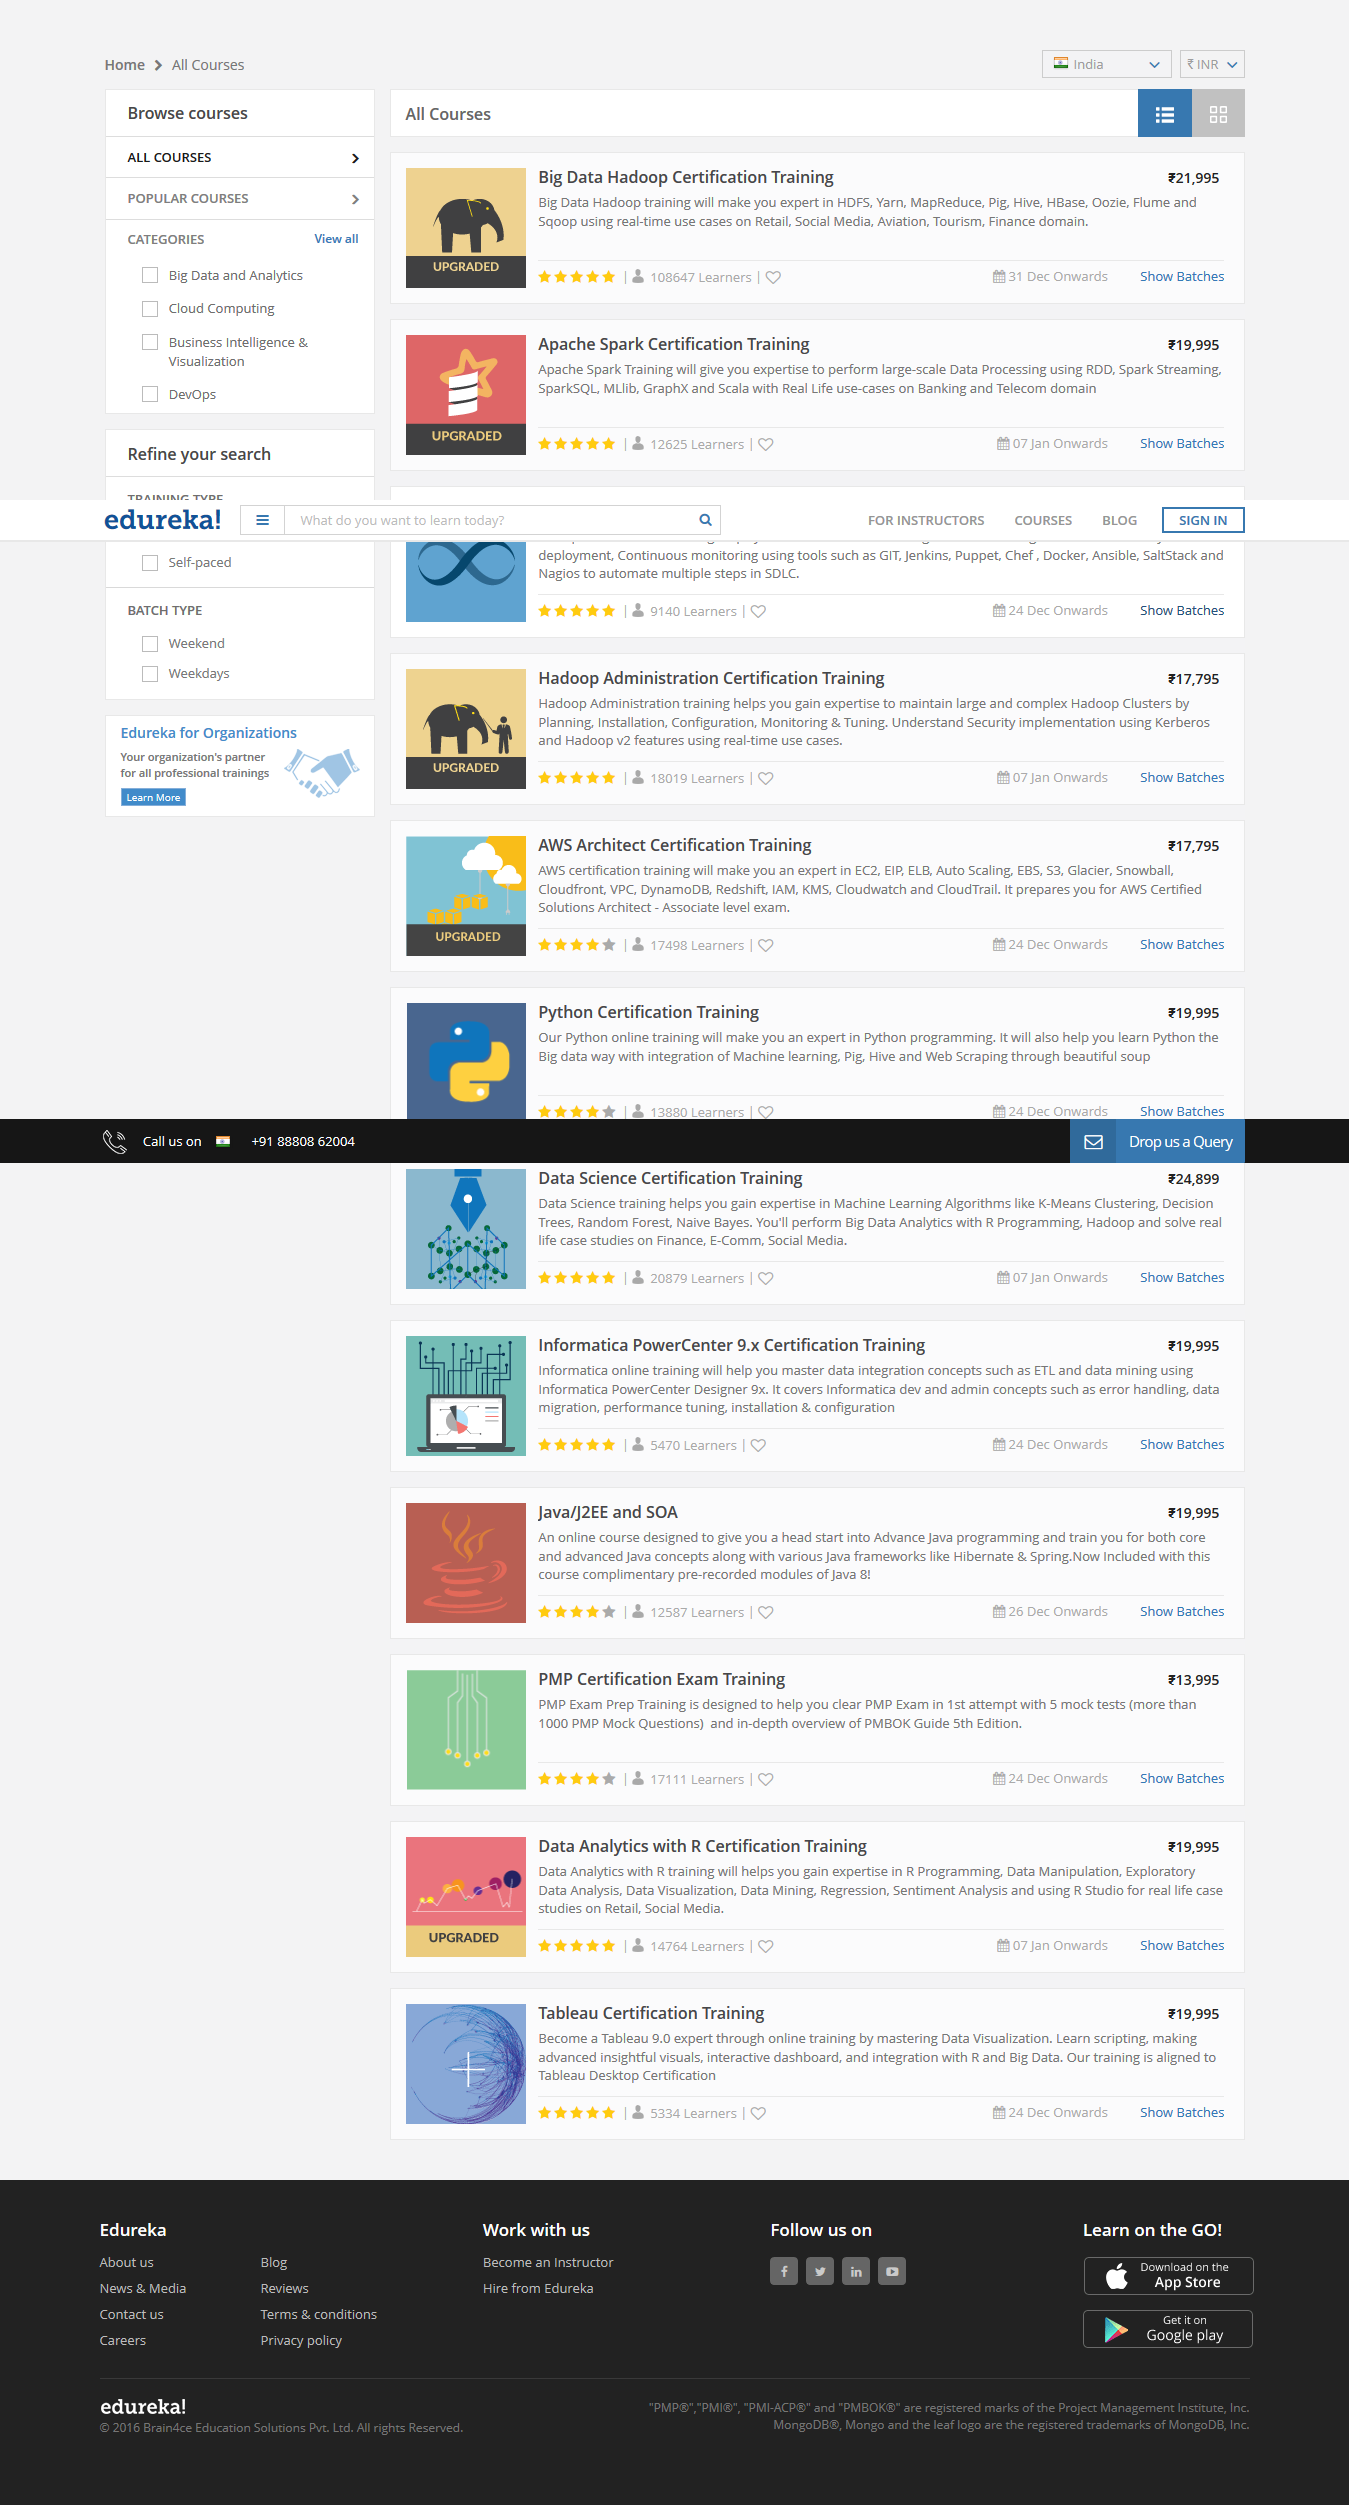 Home All Courses
India
₹ INR
Browse courses
ALL COURSES
POPULAR COURSES
CATEGORIES View all
Big Data and Analytics
Cloud Computing
Business Intelligence &
Visualization
DevOps
Refine your search
TRAINING TYPE
All Courses
Big Data Hadoop Certification Training ₹21,995
Big Data Hadoop training will make you expert in HDFS, Yarn, MapReduce, Pig, Hive, HBase, Oozie, Flume and
Sqoop using real-time use cases on Retail, Social Media, Aviation, Tourism, Finance domain.
UPGRADED
| 108647 Learners | 31 Dec Onwards Show Batches
Apache Spark Certification Training ₹19,995
Apache Spark Training will give you expertise to perform large-scale Data Processing using RDD, Spark Streaming,
SparkSQL, MLlib, GraphX and Scala with Real Life use-cases on Banking and Telecom domain
UPGRADED
| 12625 Learners | 07 Jan Onwards Show Batches
edureka! What do you want to learn today? FOR INSTRUCTORS COURSES BLOG SIGN IN
Self-paced
BATCH TYPE
Weekend
Weekdays
Edureka for Organizations
Your organization's partner
for all professional trainings
Learn More
deployment, Continuous monitoring using tools such as GIT, Jenkins, Puppet, Chef , Docker, Ansible, SaltStack and
Nagios to automate multiple steps in SDLC.
| 9140 Learners | 24 Dec Onwards Show Batches
Hadoop Administration Certification Training ₹17,795
Hadoop Administration training helps you gain expertise to maintain large and complex Hadoop Clusters by
Planning, Installation, Configuration, Monitoring & Tuning. Understand Security implementation using Kerberos
and Hadoop v2 features using real-time use cases.
UPGRADED
| 18019 Learners | 07 Jan Onwards Show Batches
AWS Architect Certification Training ₹17,795
AWS certification training will make you an expert in EC2, EIP, ELB, Auto Scaling, EBS, S3, Glacier, Snowball,
Cloudfront, VPC, DynamoDB, Redshift, IAM, KMS, Cloudwatch and CloudTrail. It prepares you for AWS Certified
Solutions Architect - Associate level exam.
UPGRADED
| 17498 Learners | 24 Dec Onwards Show Batches
Python Certification Training ₹19,995
Our Python online training will make you an expert in Python programming. It will also help you learn Python the
Big data way with integration of Machine learning, Pig, Hive and Web Scraping through beautiful soup
| 13880 Learners | 24 Dec Onwards Show Batches
Call us on +91 88808 62004 Drop us a Query
Data Science Certification Training ₹24,899
Data Science training helps you gain expertise in Machine Learning Algorithms like K-Means Clustering, Decision
Trees, Random Forest, Naive Bayes. You'll perform Big Data Analytics with R Programming, Hadoop and solve real
life case studies on Finance, E-Comm, Social Media.
| 20879 Learners | 07 Jan Onwards Show Batches
Informatica PowerCenter 9.x Certification Training ₹19,995
Informatica online training will help you master data integration concepts such as ETL and data mining using
Informatica PowerCenter Designer 9x. It covers Informatica dev and admin concepts such as error handling, data
migration, performance tuning, installation & configuration
| 5470 Learners | 24 Dec Onwards Show Batches
Java/J2EE and SOA ₹19,995
An online course designed to give you a head start into Advance Java programming and train you for both core
and advanced Java concepts along with various Java frameworks like Hibernate & Spring.Now Included with this
course complimentary pre-recorded modules of Java 8!
| 12587 Learners | 26 Dec Onwards Show Batches
PMP Certification Exam Training ₹13,995
PMP Exam Prep Training is designed to help you clear PMP Exam in 1st attempt with 5 mock tests (more than
1000 PMP Mock Questions) and in-depth overview of PMBOK Guide 5th Edition.
| 17111 Learners | 24 Dec Onwards Show Batches
Data Analytics with R Certification Training ₹19,995
Data Analytics with R training will helps you gain expertise in R Programming, Data Manipulation, Exploratory
Data Analysis, Data Visualization, Data Mining, Regression, Sentiment Analysis and using R Studio for real life case
studies on Retail, Social Media.
UPGRADED
| 14764 Learners | 07 Jan Onwards Show Batches
Tableau Certification Training ₹19,995
Become a Tableau 9.0 expert through online training by mastering Data Visualization. Learn scripting, making
advanced insightful visuals, interactive dashboard, and integration with R and Big Data. Our training is aligned to
Tableau Desktop Certification
| 5334 Learners | 24 Dec Onwards Show Batches
Edureka
About us
News & Media
Contact us
Careers
Blog
Reviews
Terms & conditions
Privacy policy
Work with us
Become an Instructor
Hire from Edureka
Follow us on
Learn on the GO!
Download on the
App Store
Get it on
Google play
edureka!
© 2016 Brain4ce Education Solutions Pvt. Ltd. All rights Reserved.
"PMP®","PMI®", "PMI-ACP®" and "PMBOK®" are registered marks of the Project Management Institute, Inc.
MongoDB®, Mongo and the leaf logo are the registered trademarks of MongoDB, Inc.